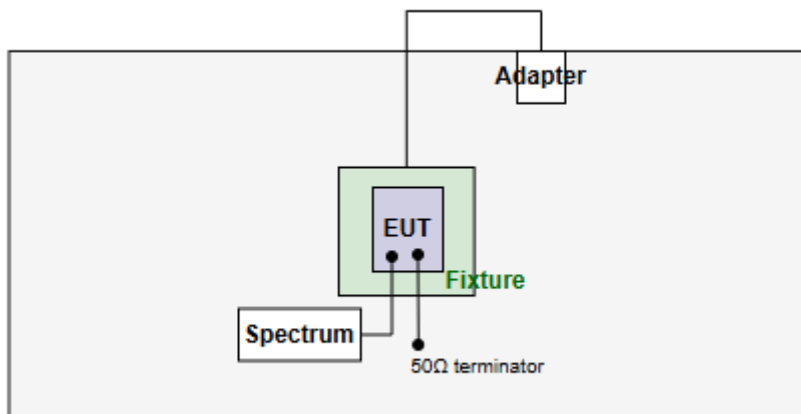 Adapter
EUT
Fixture
Spectrum
50Ω terminator